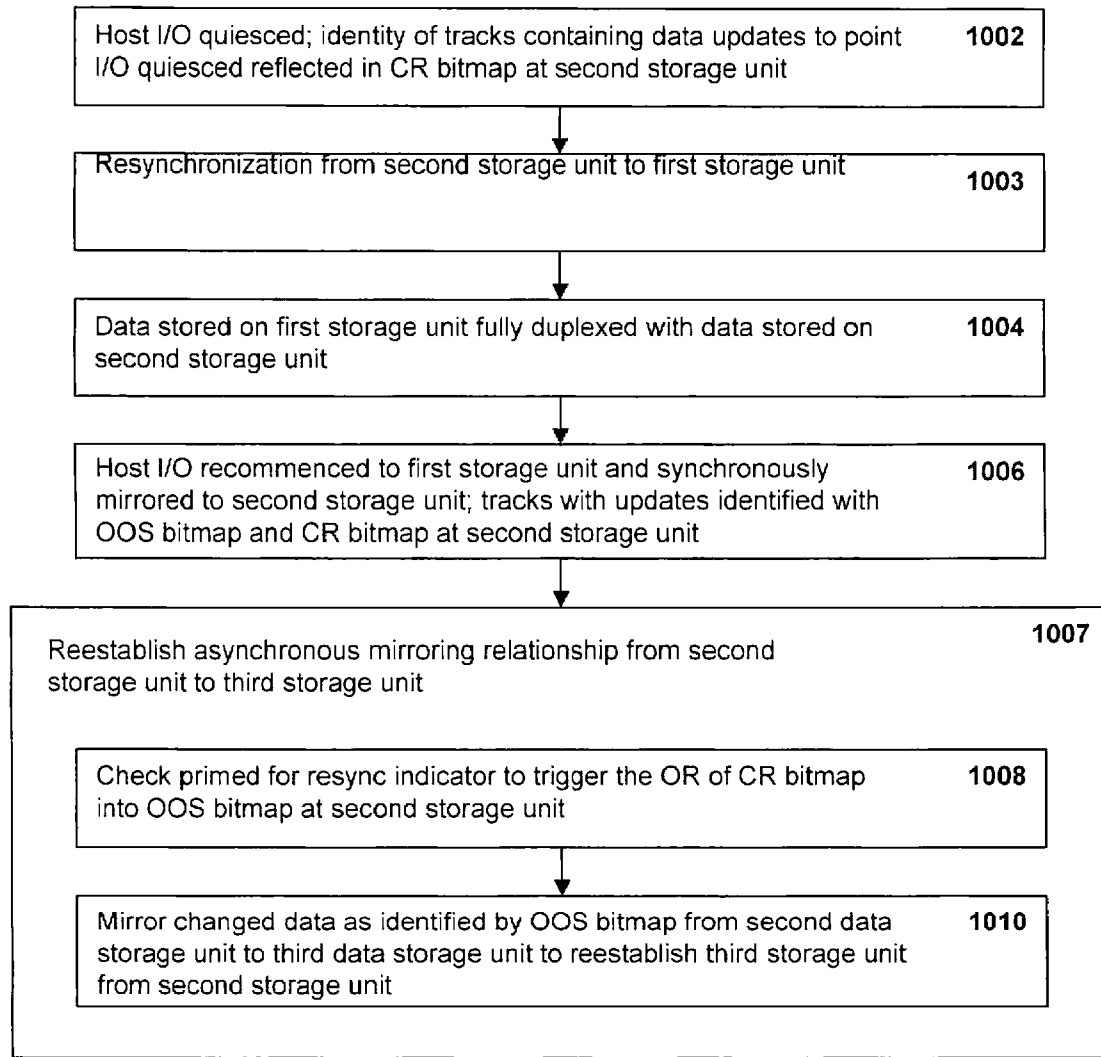 Host I/O quiesced; identity of tracks containing data updates to point 1002
I/O quiesced reflected in CR bitmap at second storage unit
Resynchronization from second storage unit to first storage unit 1003
Data stored on first storage unit fully duplexed with data stored on 1004
second storage unit
Host I/O recommenced to first storage unit and synchronously 1006
mirrored to second storage unit; tracks with updates identified with
OOS bitmap and CR bitmap at second storage unit
1007
Reestablish asynchronous mirroring relationship from second
storage unit to third storage unit
Check primed for resync indicator to trigger the OR of CR bitmap 1008
into OOS bitmap at second storage unit
Mirror changed data as identified by OOS bitmap from second data 1010
storage unit to third data storage unit to reestablish third storage unit
from second storage unit